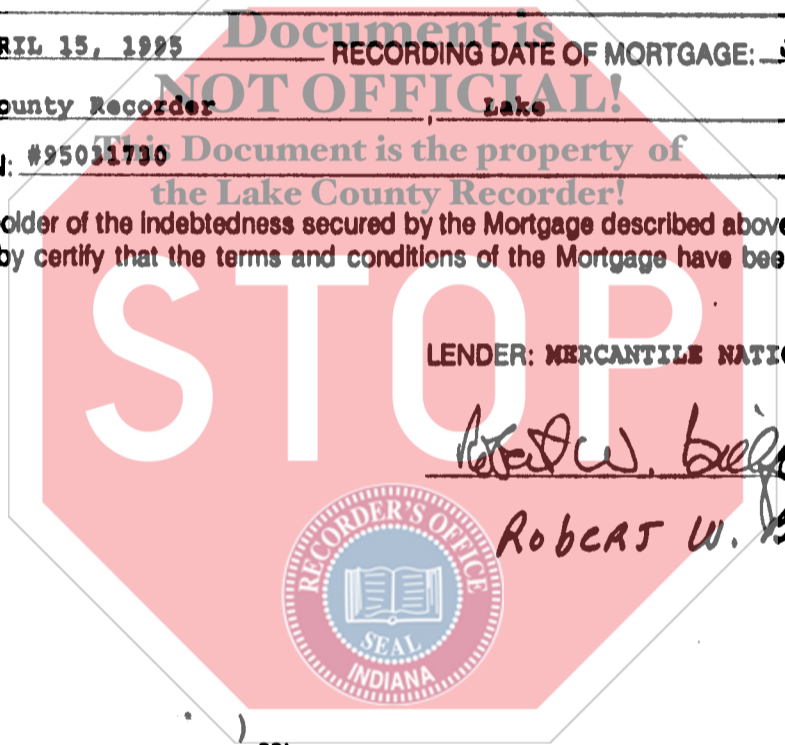 Document is
RIL 15, 1995 RECORDING DATE OF MORTGAGE:
NOT OFFICIAL!
ounty Recorder , Lake
This Document is the property of
N: #95031730
the Lake County Recorder!
older of the indebtedness secured by the Mortgage described above
by certify that the terms and conditions of the Mortgage have bee
STOP
LENDER: MERCANTILE NATI
Robert W.
RECORDER'S OFFICE
Robert W.
SEAL
INDIANA
)